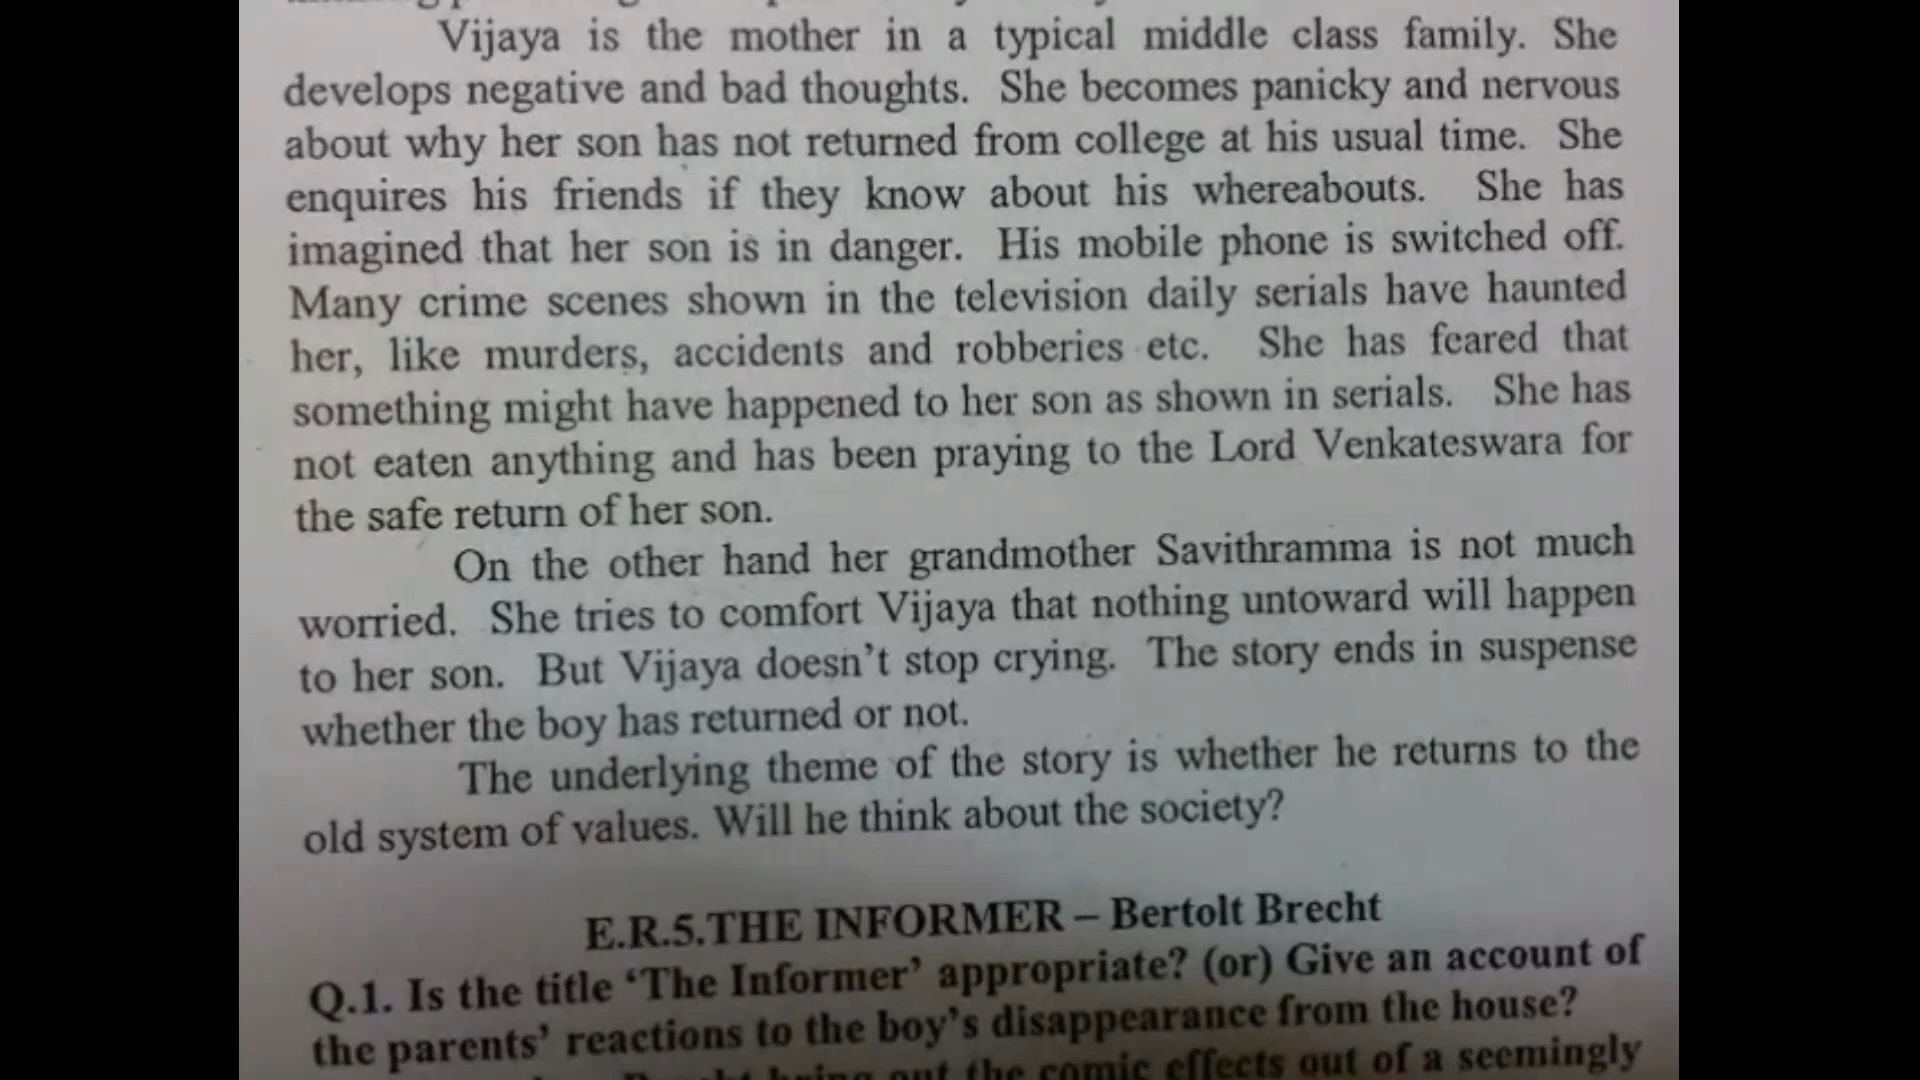 Vijaya is the mother in a typical middle class family. She
develops negative and bad thoughts. She becomes panicky and nervous
about why her son has not returned from college at his usual time. She
enquires his friends if they know about his whereabouts. She has
imagined that her son is in danger. His mobile phone is switched off.
Many crime scenes shown in the television daily serials have haunted
her, like murders, accidents and robberies etc. She has feared that
something might have happened to her son as shown in serials. She has
not eaten anything and has been praying to the Lord Venkateswara for
the safe return of her son.
On the other hand her grandmother Savithramma is not much
worried. She tries to comfort Vijaya that nothing untoward will happen
to her son. But Vijaya doesn't stop crying. The story ends in suspense
whether the boy has returned or not.
The underlying theme of the story is whether he returns to the
old system of values. Will he think about the society?
E.R.5.THE INFORMER – Bertolt Brecht
Q.1. Is the title ‘The Informer’ appropriate? (or) Give an account of
the parents’ reactions to the boy’s disappearance from the house?
bring out the comic effects out of a seemingly